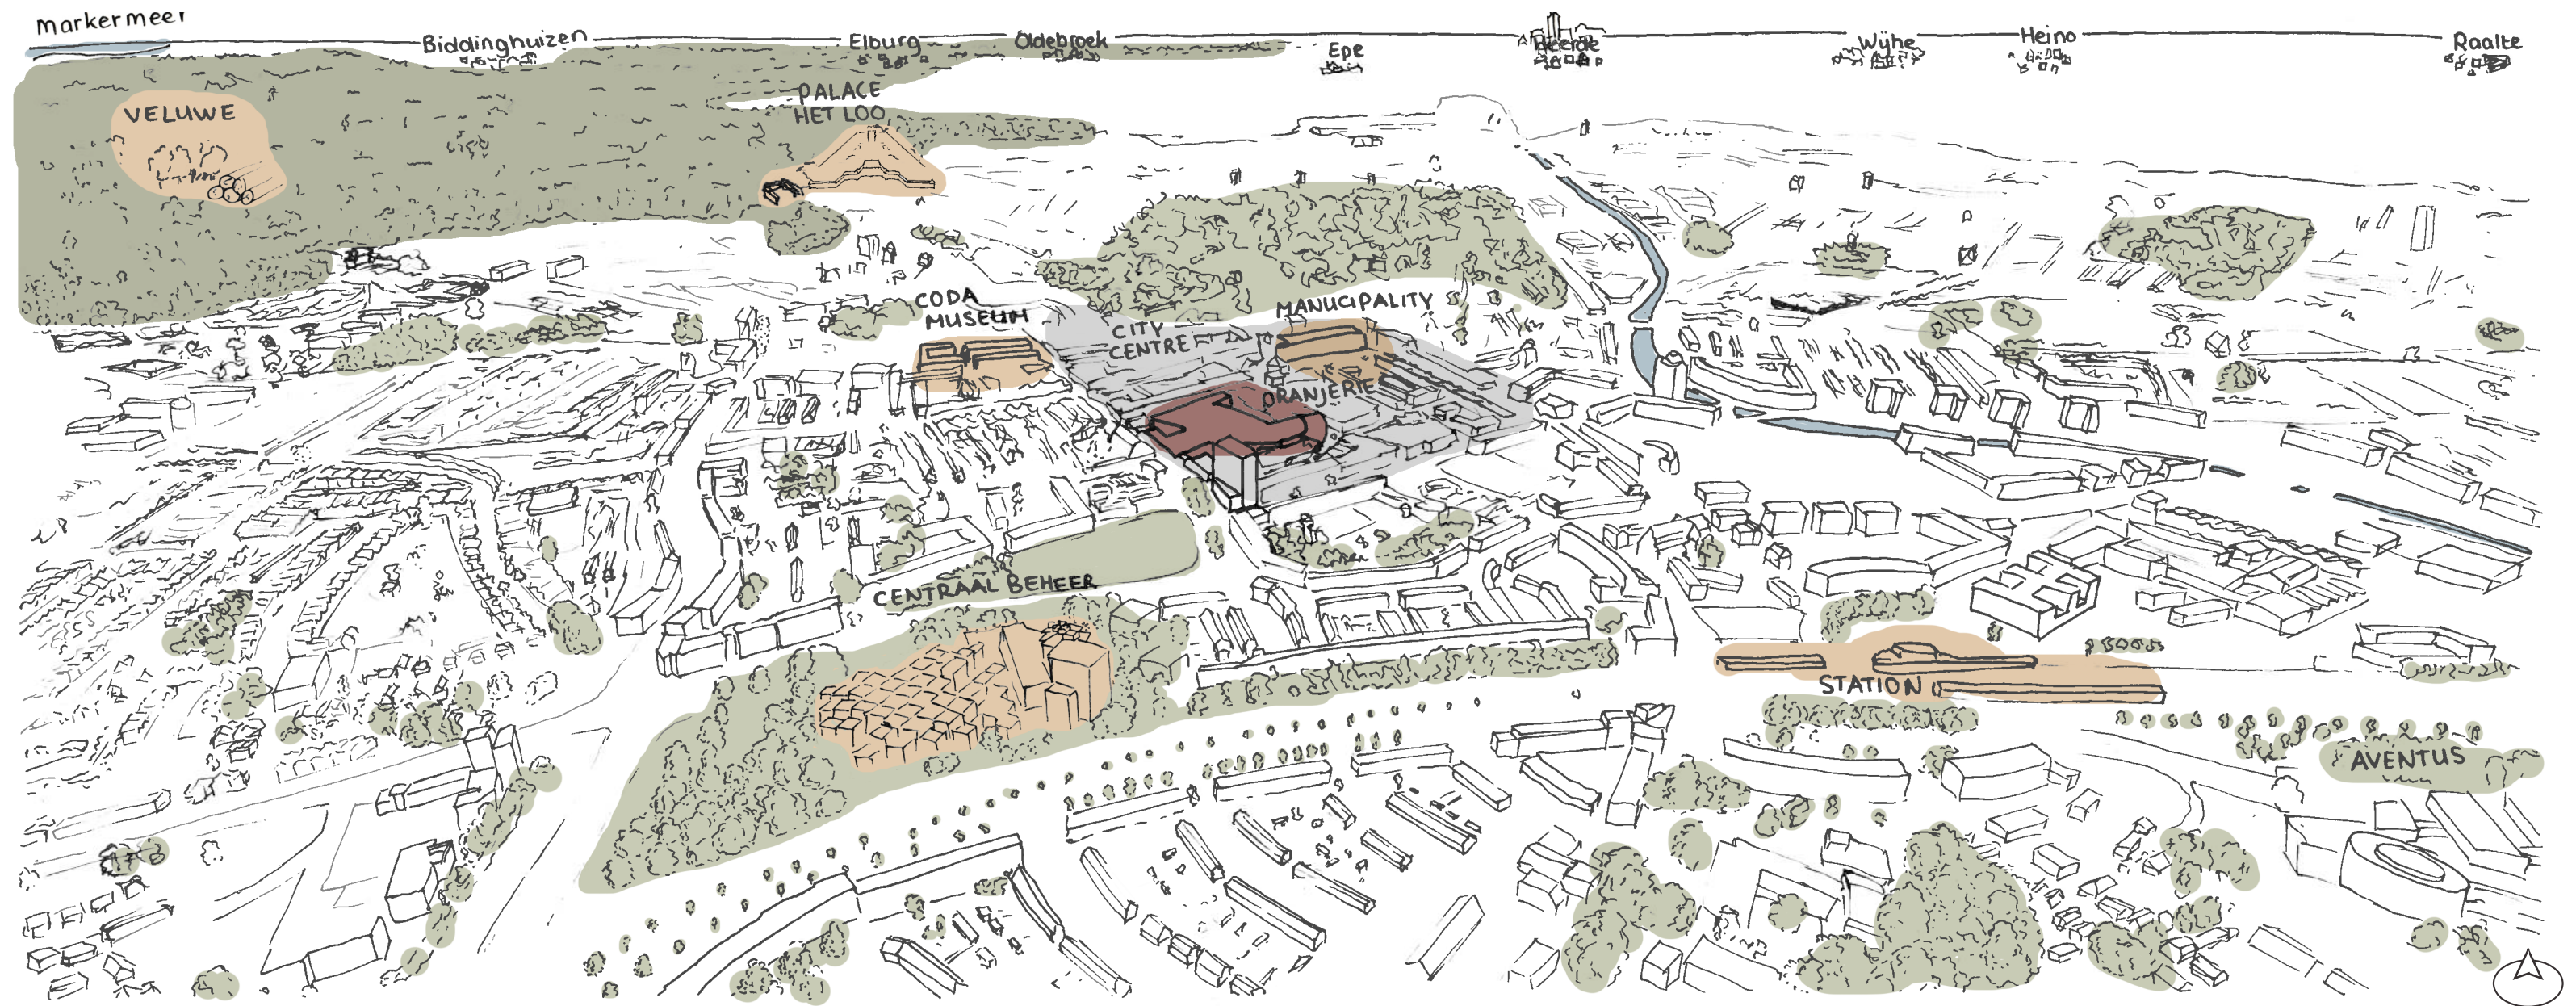 Markermeer
Biddinghuizen
Elburg
Oldebroek
Epe
Heerde
Wijhe
Heino
Raalte
VELUWE
PALACE
HET LOO
CODA
MUSEUM
CITY
CENTRE
MANUCIPALITY
ORANJERIE
CENTRAAL BEHEER
STATION
AVENTUS